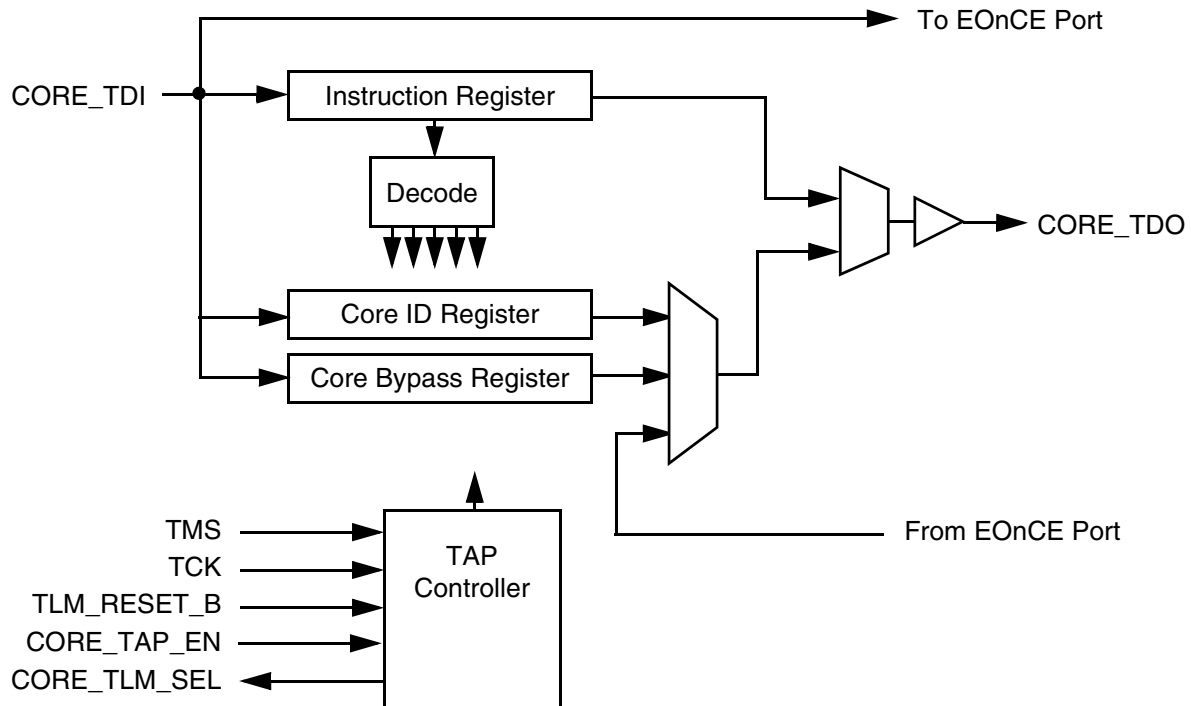 To EOnCE Port
CORE_TDI
Instruction Register
Decode
CORE_TDO
Core ID Register
Core Bypass Register
From EOnCE Port
TMS
TCK
TLM_RESET_B
CORE_TAP_EN
CORE_TLM_SEL
TAP
Controller